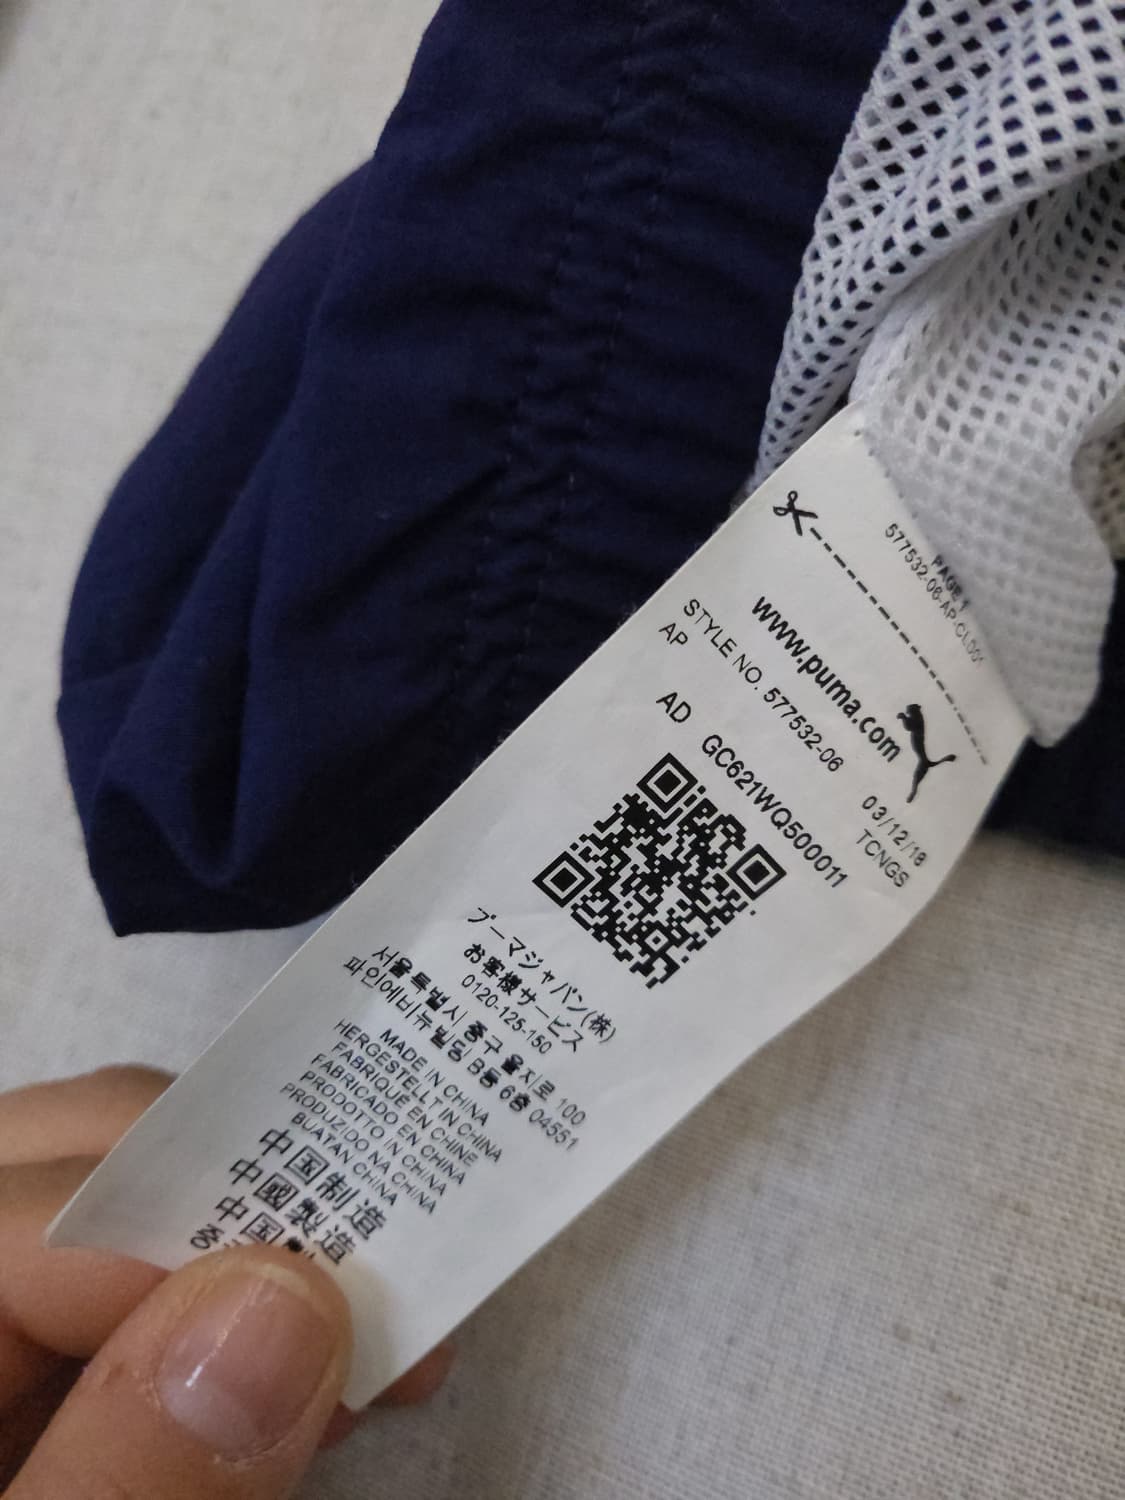 PAGE 1
577532-06-AP-CL001
www.puma.com
STYLE NO. 577532-06 03/12/18
AP TCNGS
AD GC621WQ500011
プーマジャパン(株)
お客様サービス
0120-125-150
서울특별시 중구 을지로 100
파인에비뉴빌딩 B동 6층 04551
MADE IN CHINA
HERGESTELLT IN CHINA
FABRIQUÉ EN CHINE
FABRICADO EN CHINA
PRODOTTO IN CHINA
PRODUZIDO NA CHINA
BUATAN CHINA
中国制造
中國製造
中国